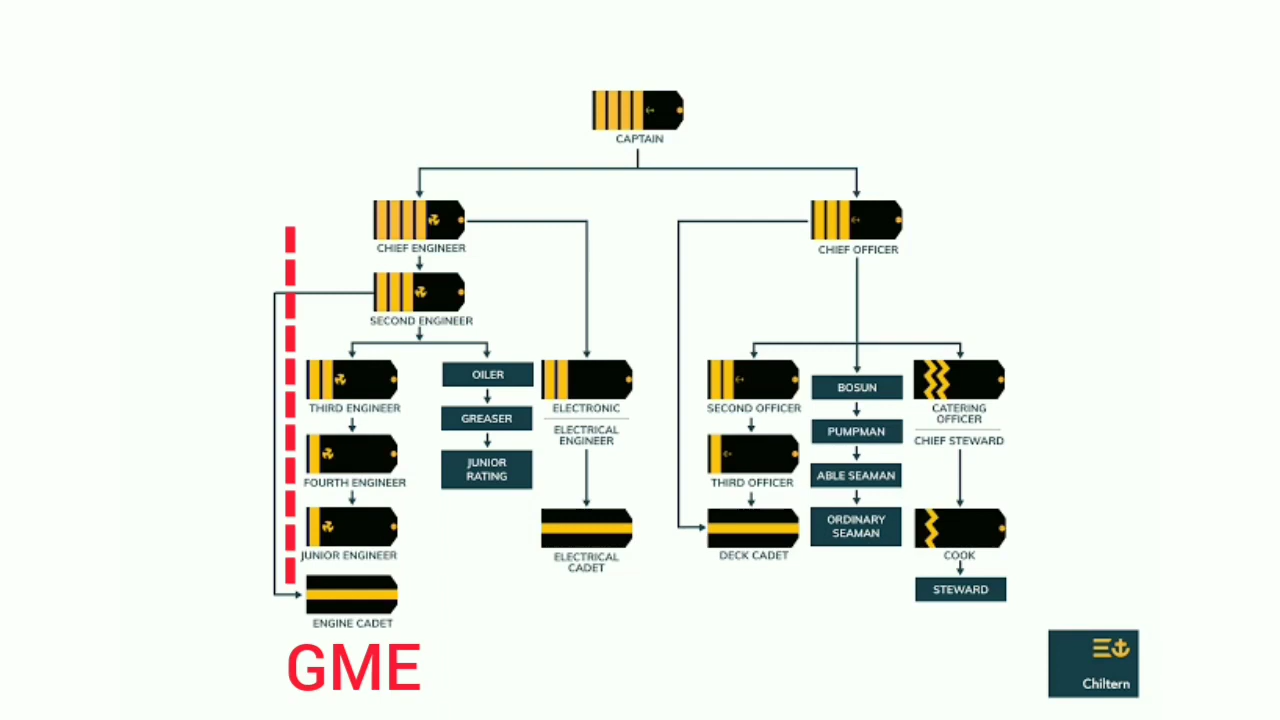 CAPTAIN
CHIEF ENGINEER
CHIEF OFFICER
SECOND ENGINEER
THIRD ENGINEER
OILER
ELECTRONIC
ELECTRICAL
ENGINEER
GREASER
JUNIOR
RATING
FOURTH ENGINEER
JUNIOR ENGINEER
ENGINE CADET
ELECTRICAL
CADET
SECOND OFFICER
THIRD OFFICER
DECK CADET
BOSUN
PUMPMAN
ABLE SEAMAN
ORDINARY
SEAMAN
CATERING
OFFICER
CHIEF STEWARD
COOK
STEWARD
GME
Chiltern